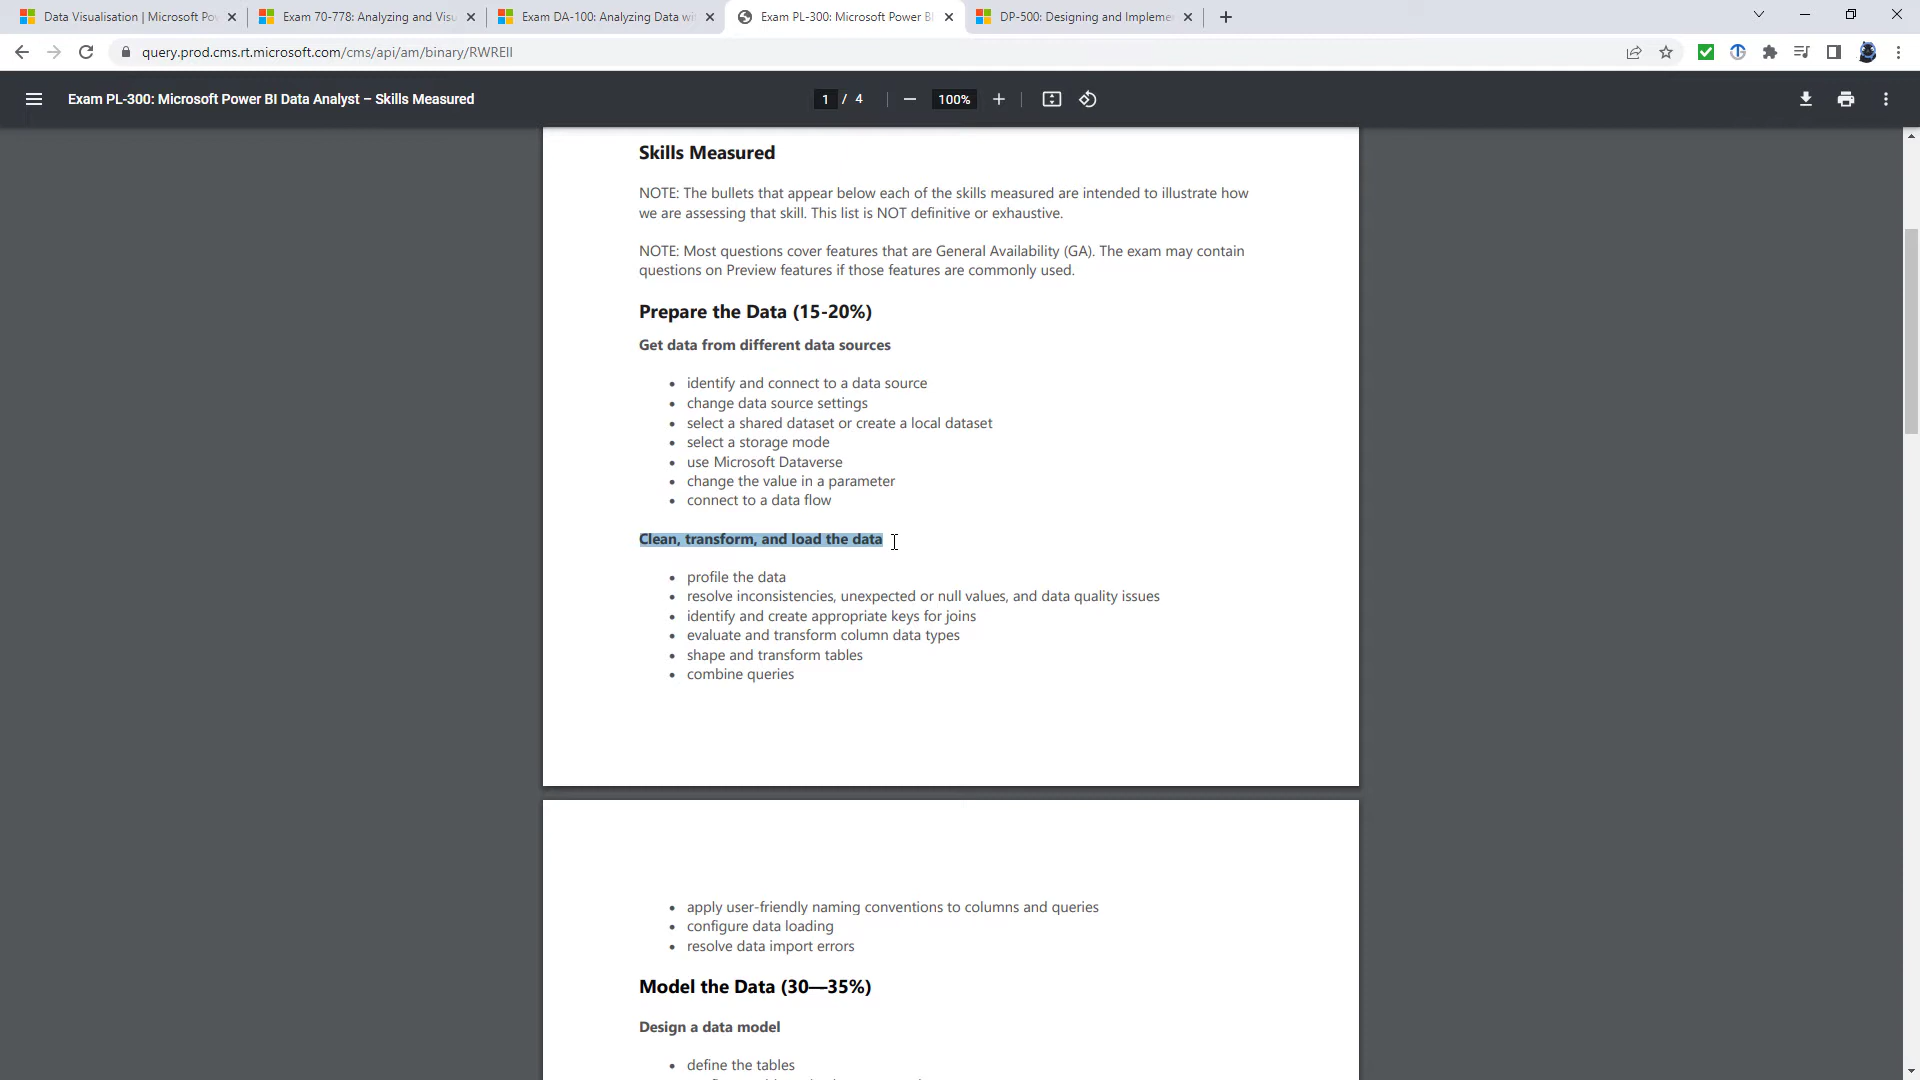 Data Visualisation | Microsoft Po
Exam 70-778: Analyzing and Visu
Exam DA-100: Analyzing Data wi
Exam PL-300: Microsoft Power B
DP-500: Designing and Impleme
query.prod.cms.rt.microsoft.com/cms/api/am/binary/RWREIl
Exam PL-300: Microsoft Power BI Data Analyst – Skills Measured
1 / 4
100%
Skills Measured
NOTE: The bullets that appear below each of the skills measured are intended to illustrate how
we are assessing that skill. This list is NOT definitive or exhaustive.
NOTE: Most questions cover features that are General Availability (GA). The exam may contain
questions on Preview features if those features are commonly used.
Prepare the Data (15-20%)
Get data from different data sources
• identify and connect to a data source
• change data source settings
• select a shared dataset or create a local dataset
• select a storage mode
• use Microsoft Dataverse
• change the value in a parameter
• connect to a data flow
Clean, transform, and load the data
• profile the data
• resolve inconsistencies, unexpected or null values, and data quality issues
• identify and create appropriate keys for joins
• evaluate and transform column data types
• shape and transform tables
• combine queries
• apply user-friendly naming conventions to columns and queries
• configure data loading
• resolve data import errors
Model the Data (30—35%)
Design a data model
• define the tables